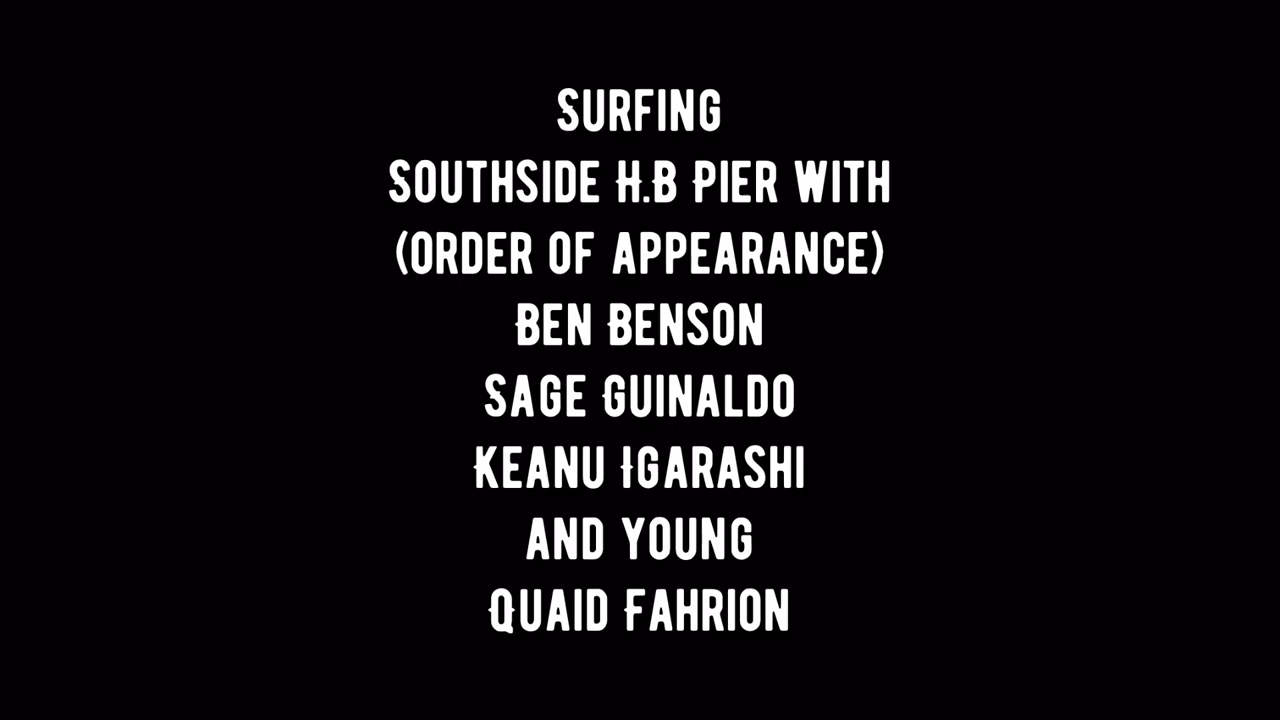 SURFING
SOUTHSIDE H.B PIER WITH
(ORDER OF APPEARANCE)
BEN BENSON
SAGE GUINALDO
KEANU IGARASHI
AND YOUNG
QUAID FAHRION